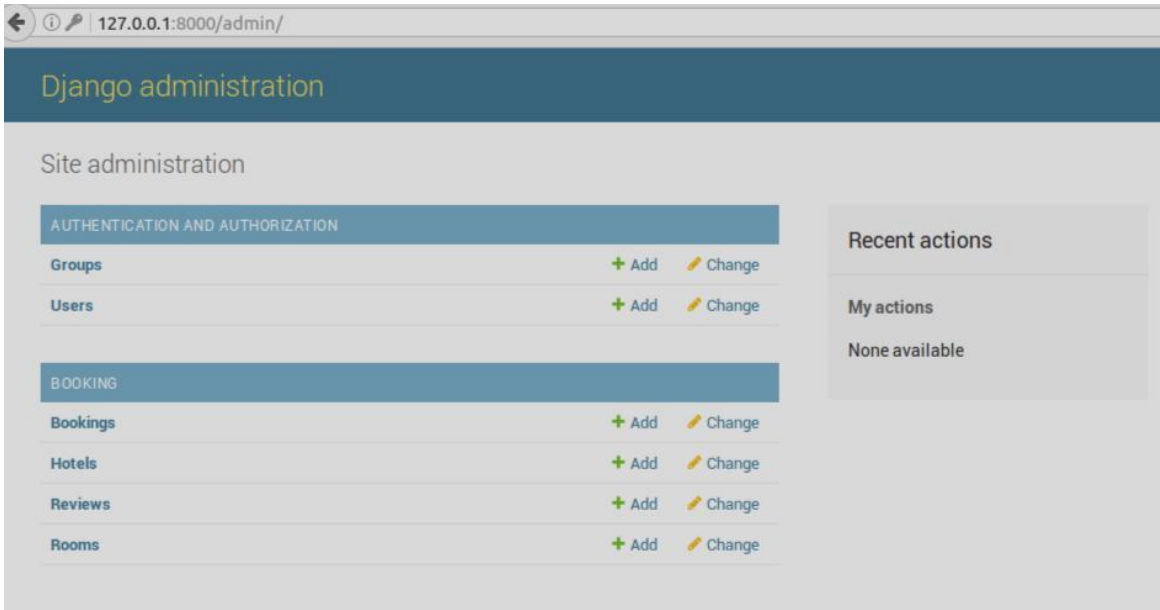 127.0.0.1:8000/admin/
Django administration
Site administration
AUTHENTICATION AND AUTHORIZATION
Groups Add Change
Users Add Change
BOOKING
Bookings Add Change
Hotels Add Change
Reviews Add Change
Rooms Add Change
Recent actions
My actions
None available